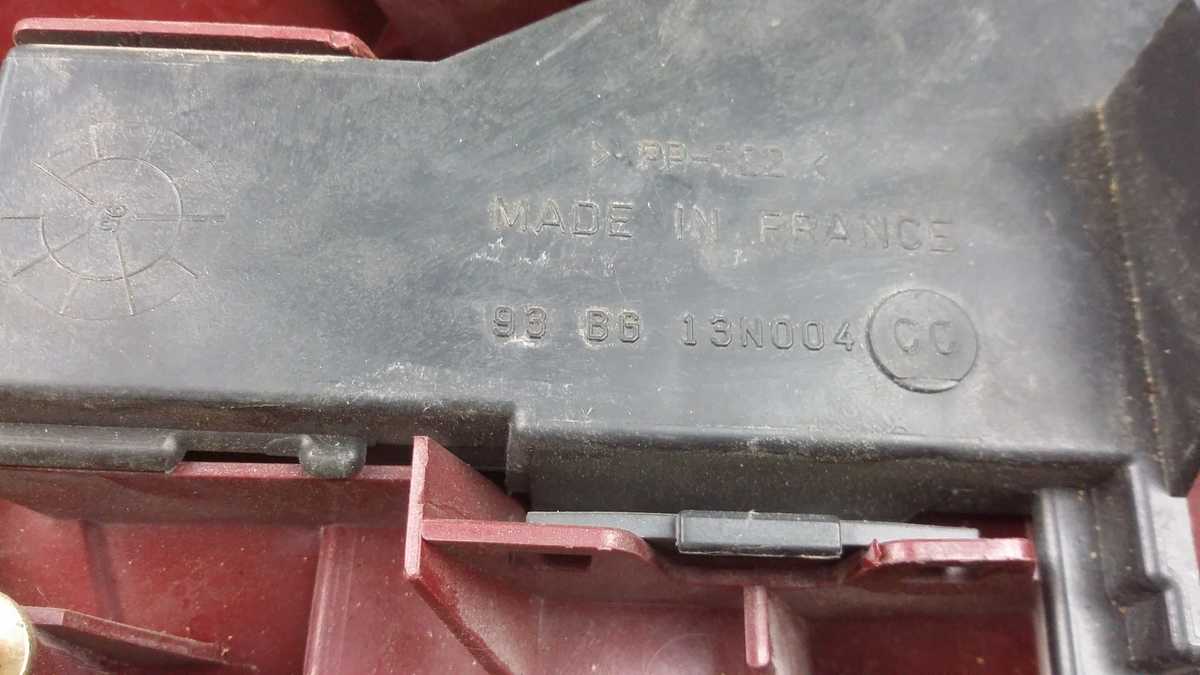 MADE IN FRANCE
93 BG 13N004 CC